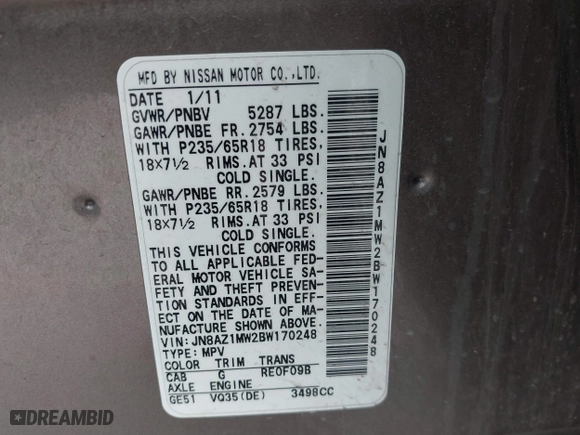 MFD BY NISSAN MOTOR CO.,LTD.
DATE 1/11
GVWR/PNBV 5287 LBS.
GAWR/PNBE FR. 2754 LBS.
WITH P235/65R18 TIRES,
18X7½ RIMS.AT 33 PSI
COLD SINGLE.
GAWR/PNBE RR. 2579 LBS.
WITH P235/65R18 TIRES,
18X7½ RIMS.AT 33 PSI
COLD SINGLE.
THIS VEHICLE CONFORMS
TO ALL APPLICABLE FED-
ERAL MOTOR VEHICLE SA-
FETY AND THEFT PREVEN-
TION STANDARDS IN EFF-
ECT ON THE DATE OF MA-
NUFACTURE SHOWN ABOVE.
VIN: JN8AZ1MW2BW170248
TYPE: MPV
COLOR TRIM TRANS
CAB G RE0F09B
AXLE ENGINE
GE51 VQ35(DE) 3498CC
JN8AZ1MW2BW170248
DREAMBID